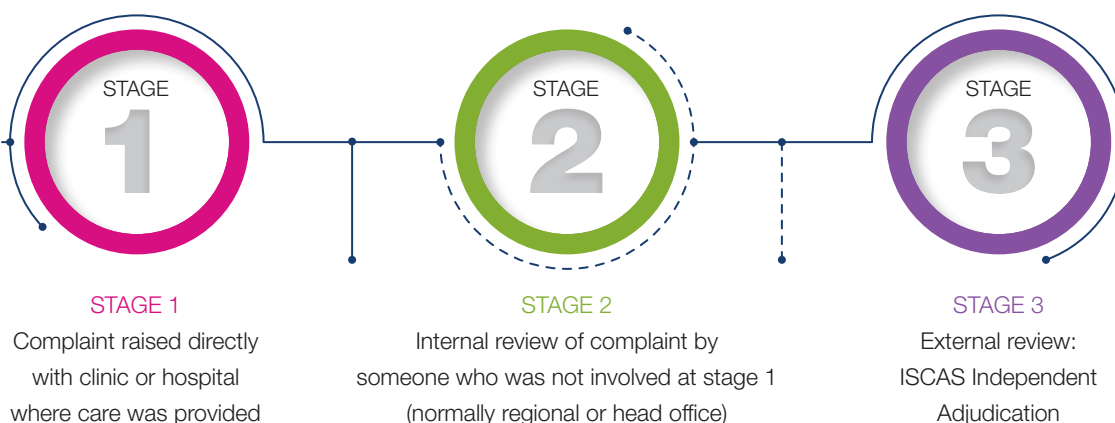 STAGE
1
STAGE
2
STAGE
3
STAGE 1
Complaint raised directly
with clinic or hospital
where care was provided
STAGE 2
Internal review of complaint by
someone who was not involved at stage 1
(normally regional or head office)
STAGE 3
External review:
ISCAS Independent
Adjudication